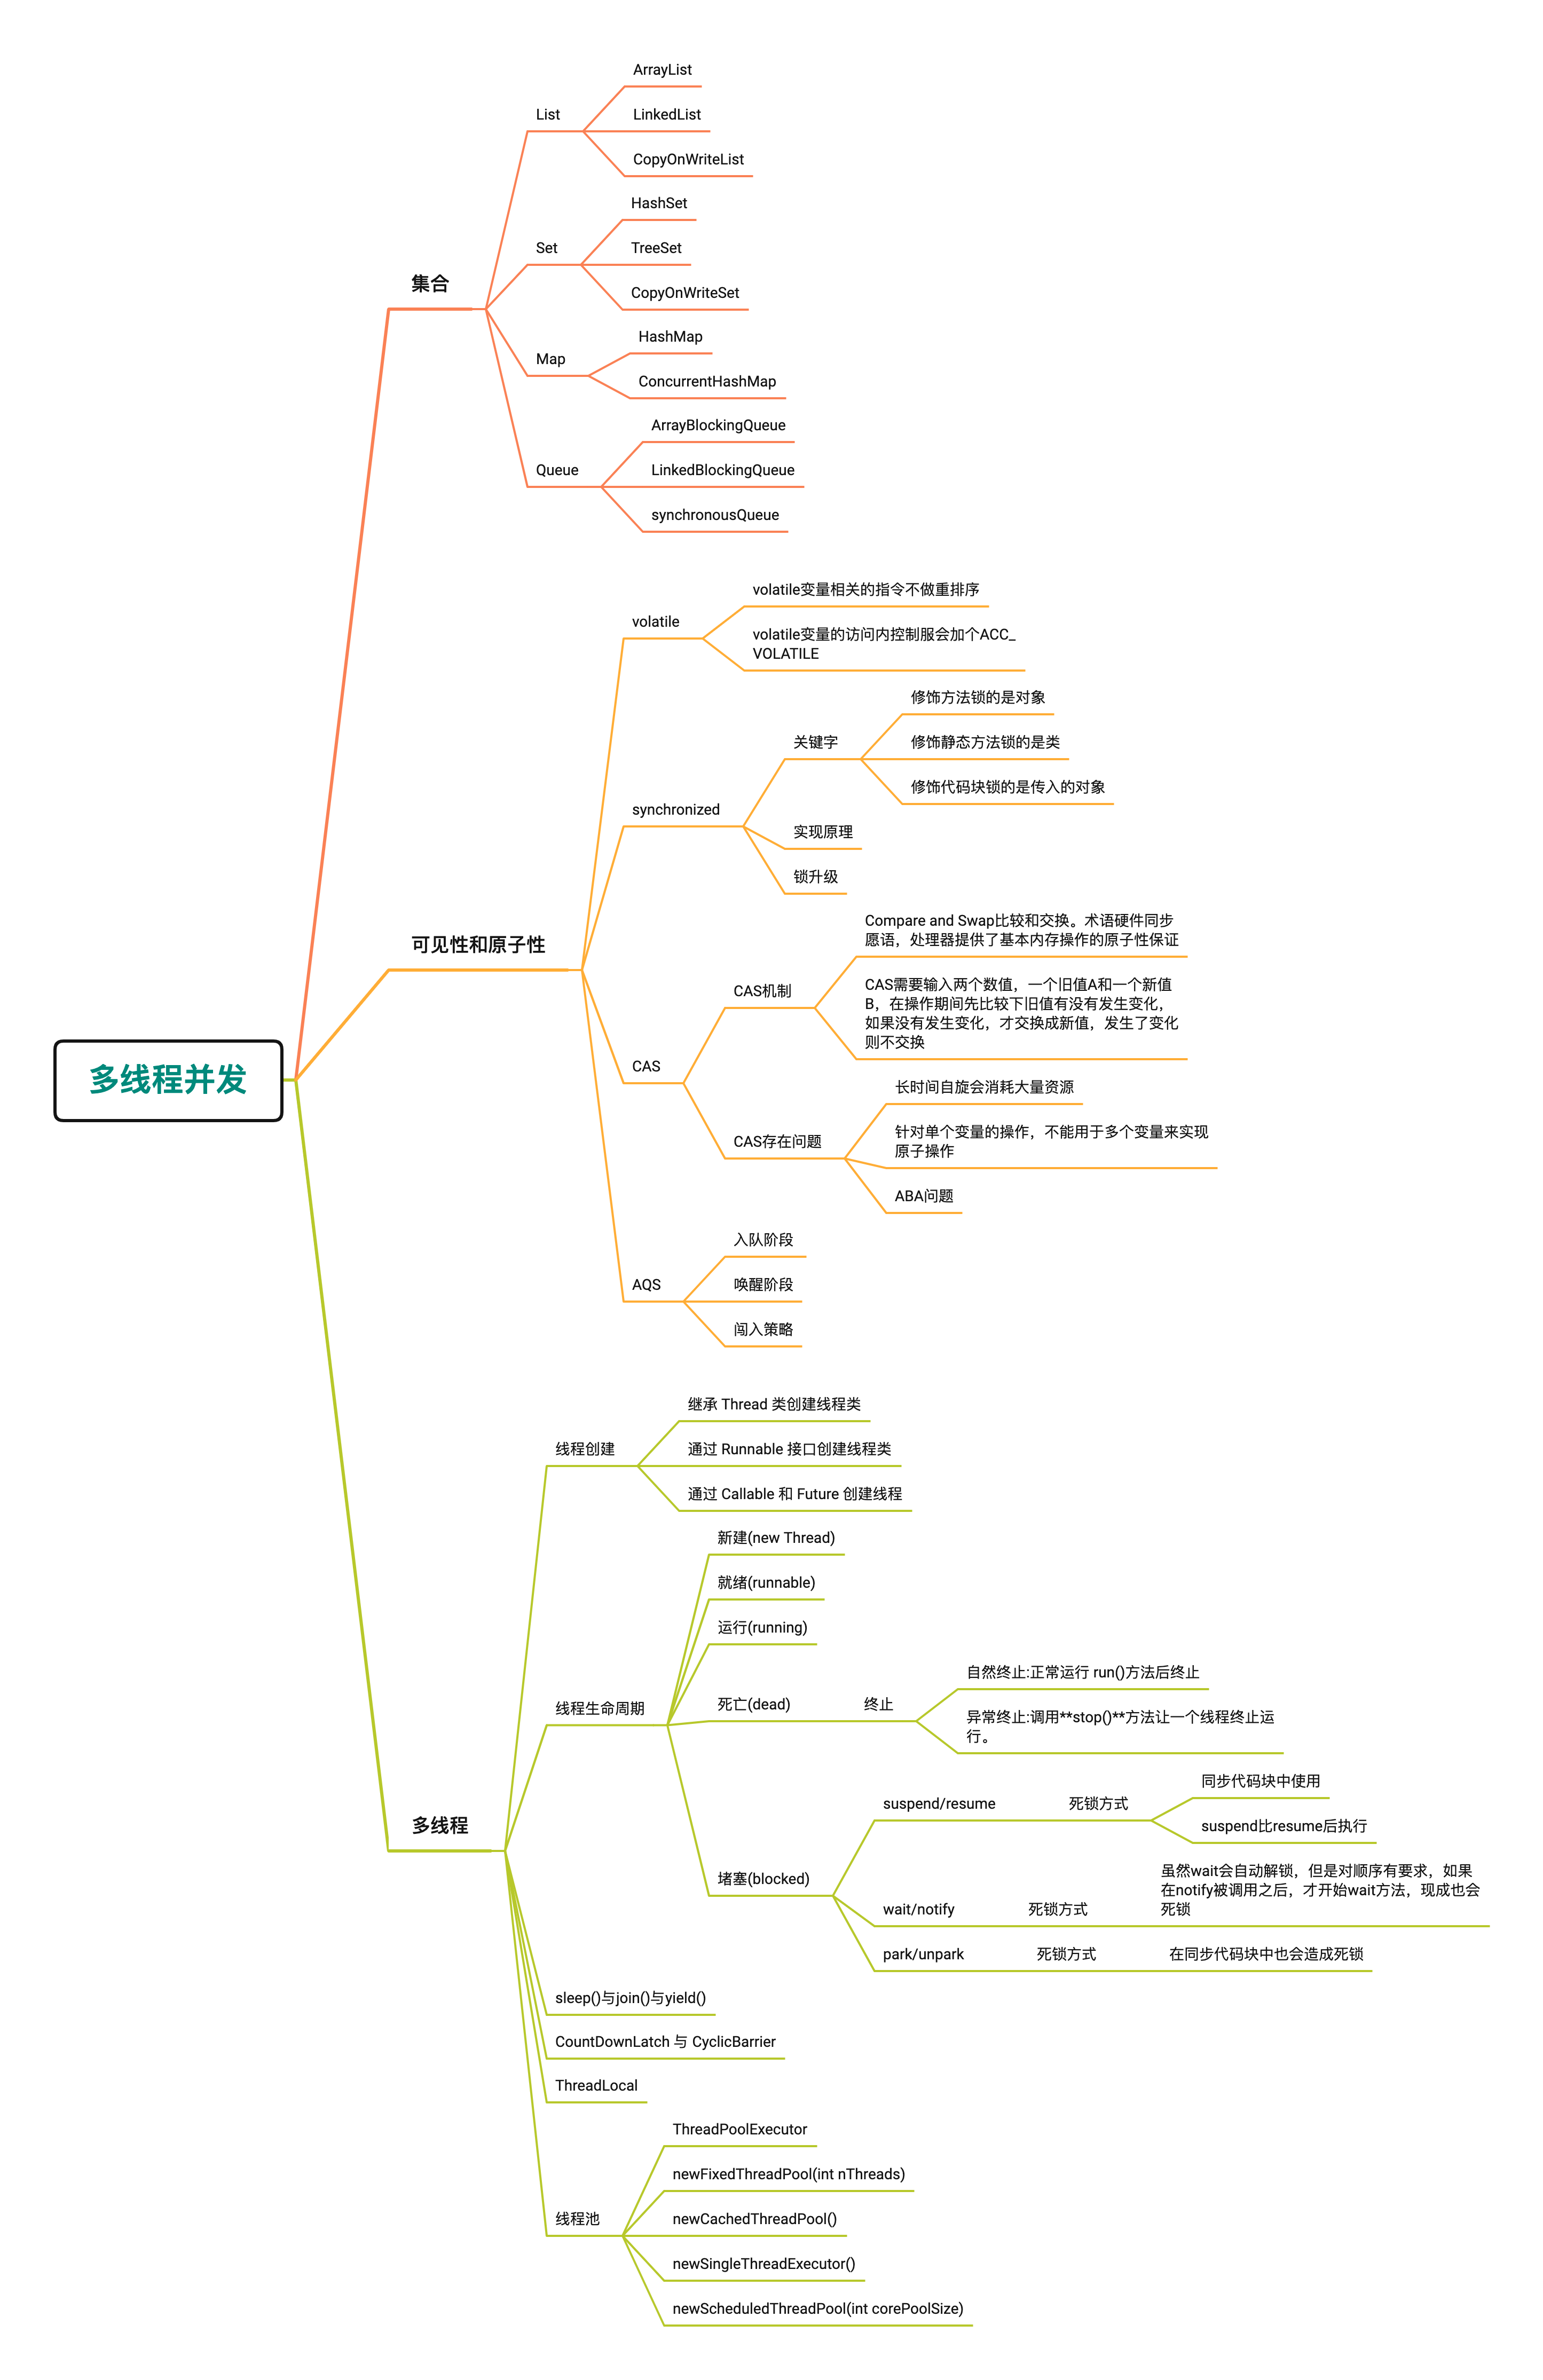 多线程并发
集合
List
ArrayList
LinkedList
CopyOnWriteList
Set
HashSet
TreeSet
CopyOnWriteSet
Map
HashMap
ConcurrentHashMap
Queue
ArrayBlockingQueue
LinkedBlockingQueue
synchronousQueue
可见性和原子性
volatile
volatile变量相关的指令不做重排序
volatile变量的访问内控制服会加个ACC_
VOLATILE
synchronized
关键字
修饰方法锁的是对象
修饰静态方法锁的是类
修饰代码块锁的是传入的对象
实现原理
锁升级
CAS
CAS机制
Compare and Swap比较和交换。术语硬件同步
愿语，处理器提供了基本内存操作的原子性保证
CAS需要输入两个数值，一个旧值A和一个新值
B，在操作期间先比较下旧值有没有发生变化，
如果没有发生变化，才交换成新值，发生了变化
则不交换
CAS存在问题
长时间自旋会消耗大量资源
针对单个变量的操作，不能用于多个变量来实现
原子操作
ABA问题
AQS
入队阶段
唤醒阶段
闯入策略
多线程
线程创建
继承 Thread 类创建线程类
通过 Runnable 接口创建线程类
通过 Callable 和 Future 创建线程
线程生命周期
新建(new Thread)
就绪(runnable)
运行(running)
死亡(dead)
终止
自然终止:正常运行 run()方法后终止
异常终止:调用**stop()**方法让一个线程终止运
行。
堵塞(blocked)
suspend/resume
死锁方式
同步代码块中使用
suspend比resume后执行
wait/notify
死锁方式
虽然wait会自动解锁，但是对顺序有要求，如果
在notify被调用之后，才开始wait方法，现成也会
死锁
park/unpark
死锁方式
在同步代码块中也会造成死锁
sleep()与join()与yield()
CountDownLatch 与 CyclicBarrier
ThreadLocal
线程池
ThreadPoolExecutor
newFixedThreadPool(int nThreads)
newCachedThreadPool()
newSingleThreadExecutor()
newScheduledThreadPool(int corePoolSize)